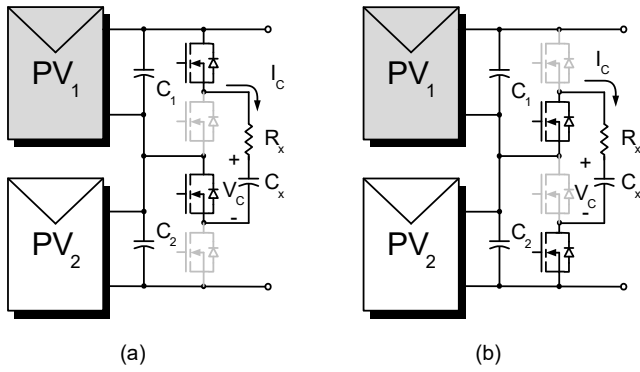 PV1
C1
IC
Rx
+
VC
Cx
-
PV2
C2
(a)
PV1
C1
IC
Rx
+
VC
Cx
-
PV2
C2
(b)